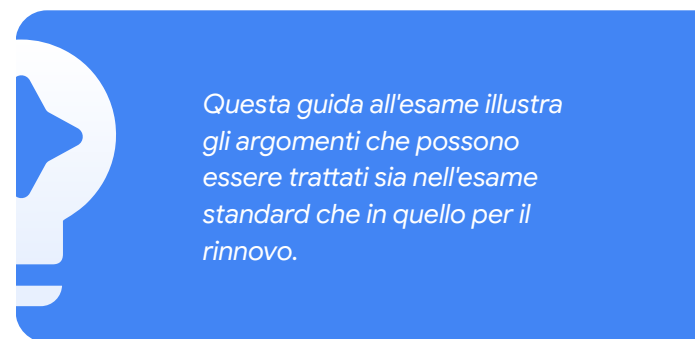 Questa guida all'esame illustra
gli argomenti che possono
essere trattati sia nell'esame
standard che in quello per il
rinnovo.